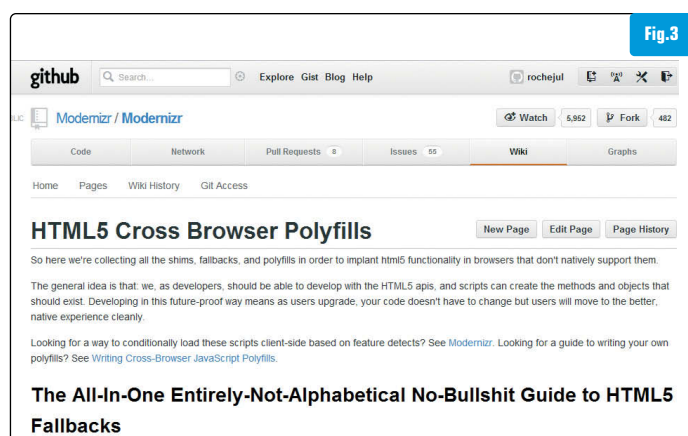 Fig.3
github Search... Explore Gist Blog Help rochejul
LIC Modernizr / Modernizr Watch 5,952 Fork 482
Code Network Pull Requests 8 Issues 55 Wiki Graphs
Home Pages Wiki History Git Access
HTML5 Cross Browser Polyfills New Page Edit Page Page History
So here we're collecting all the shims, fallbacks, and polyfills in order to implant html5 functionality in browsers that don't natively support them.
The general idea is that: we, as developers, should be able to develop with the HTML5 apis, and scripts can create the methods and objects that
should exist. Developing in this future-proof way means as users upgrade, your code doesn't have to change but users will move to the better,
native experience cleanly.
Looking for a way to conditionally load these scripts client-side based on feature detects? See Modernizr. Looking for a guide to writing your own
polyfills? See Writing Cross-Browser JavaScript Polyfills.
The All-In-One Entirely-Not-Alphabetical No-Bullshit Guide to HTML5
Fallbacks